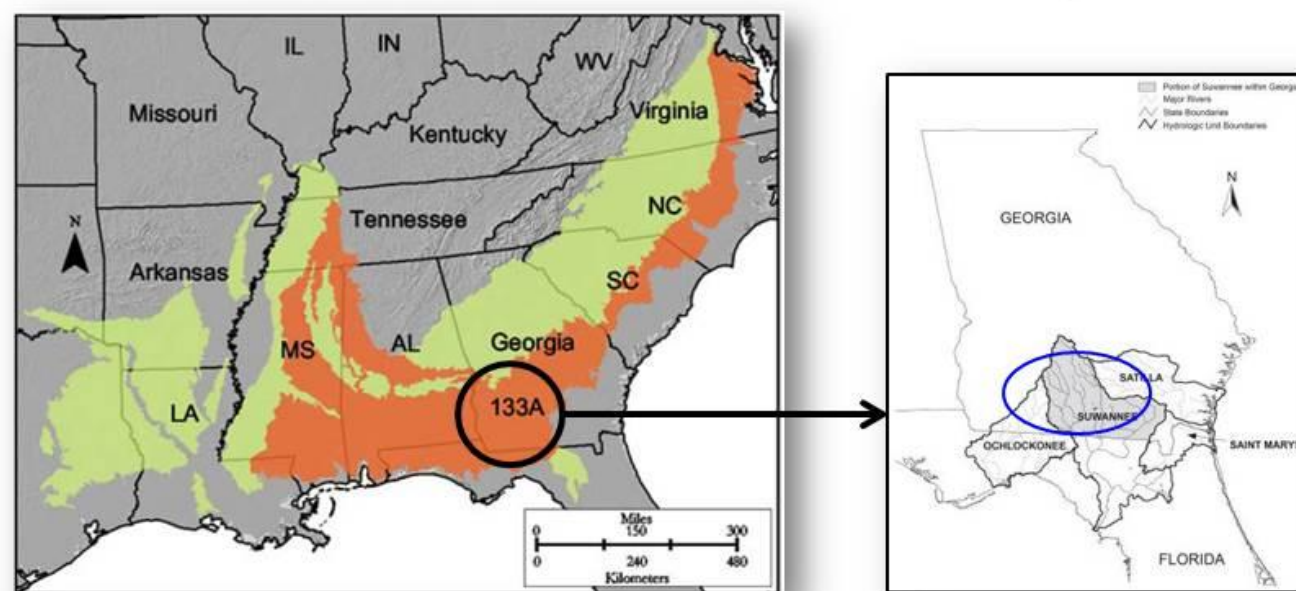 IL
IN
WV
Missouri
Virginia
Kentucky
NC
Tennessee
N
Arkansas
SC
AL
Georgia
MS
133A
LA
Miles
0 150 300
0 240 480
Kilometers
Portion of Suwannee within Georgia
Major Rivers
State Boundaries
Hydrologic Unit Boundaries
N
GEORGIA
SATILLA
SUWANNEE
OCHLOCKONEE
SAINT MARYS
FLORIDA